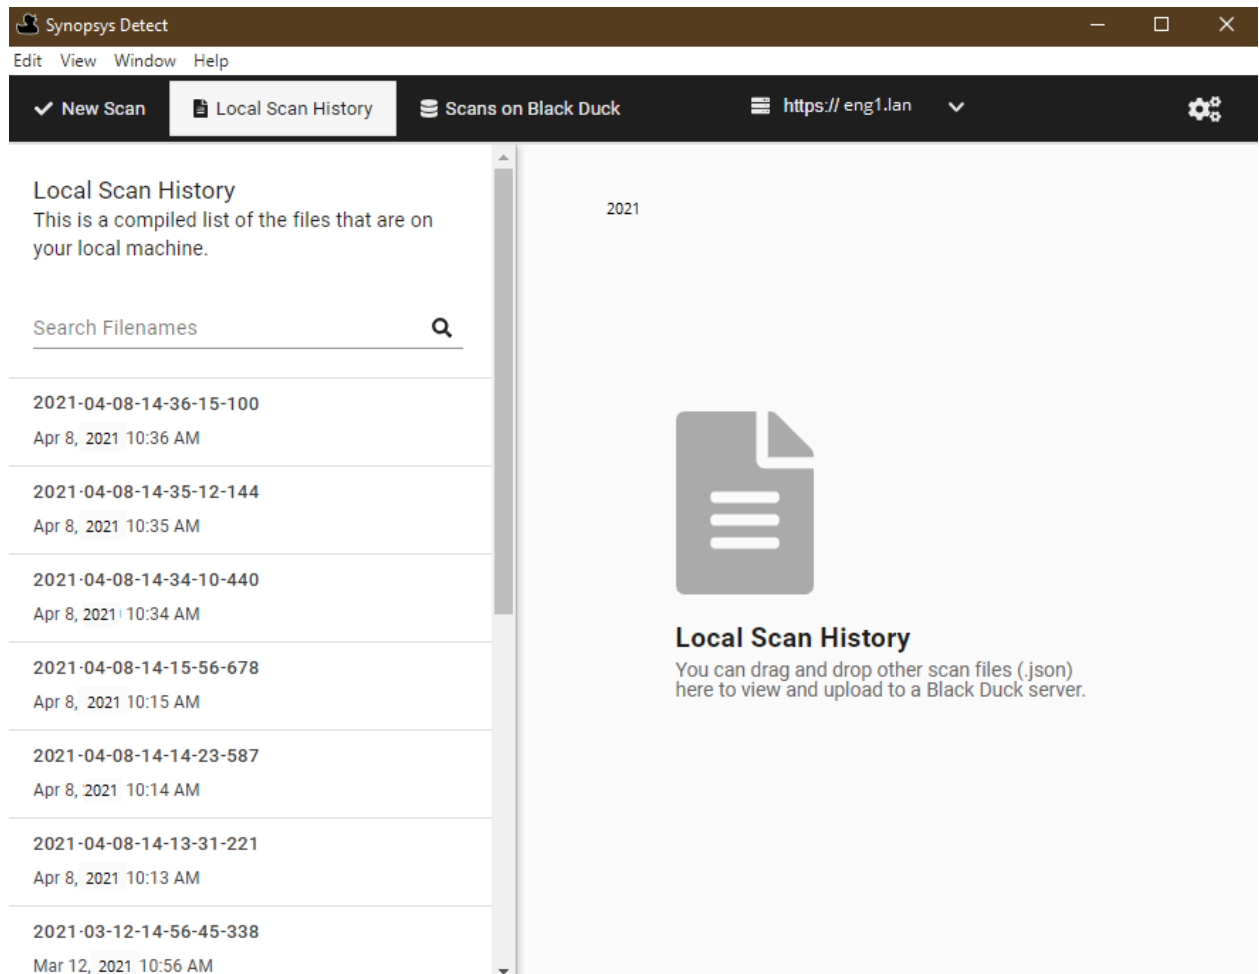 Synopsys Detect
Edit View Window Help
New Scan Local Scan History Scans on Black Duck https:// eng1.lan
Local Scan History
This is a compiled list of the files that are on
your local machine.
Search Filenames
2021-04-08-14-36-15-100
Apr 8, 2021 10:36 AM
2021-04-08-14-35-12-144
Apr 8, 2021 10:35 AM
2021-04-08-14-34-10-440
Apr 8, 2021 10:34 AM
2021-04-08-14-15-56-678
Apr 8, 2021 10:15 AM
2021-04-08-14-14-23-587
Apr 8, 2021 10:14 AM
2021-04-08-14-13-31-221
Apr 8, 2021 10:13 AM
2021-03-12-14-56-45-338
Mar 12, 2021 10:56 AM
2021
Local Scan History
You can drag and drop other scan files (.json)
here to view and upload to a Black Duck server.